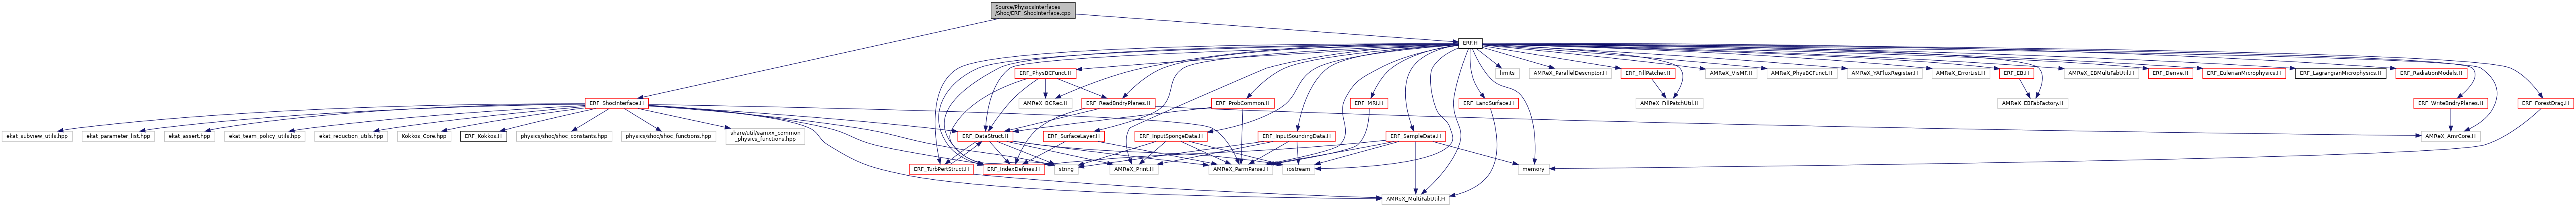 Source/PhysicsInterfaces
/Shoc/ERF_ShocInterface.cpp
ERF.H
ERF_PhysBCFunct.H
limits
AMReX_ParallelDescriptor.H
ERF_FillPatcher.H
AMReX_VisMF.H
AMReX_PhysBCFunct.H
AMReX_YAFluxRegister.H
AMReX_ErrorList.H
ERF_EB.H
AMReX_EBMultiFabUtil.H
ERF_Derive.H
ERF_EulerianMicrophysics.H
ERF_LagrangianMicrophysics.H
ERF_RadiationModels.H
ERF_ShocInterface.H
AMReX_BCRec.H
ERF_ReadBndryPlanes.H
ERF_ProbCommon.H
ERF_MRI.H
ERF_LandSurface.H
AMReX_FillPatchUtil.H
AMReX_EBFabFactory.H
ERF_WriteBndryPlanes.H
ERF_ForestDrag.H
ekat_subview_utils.hpp
ekat_parameter_list.hpp
ekat_assert.hpp
ekat_team_policy_utils.hpp
ekat_reduction_utils.hpp
Kokkos_Core.hpp
ERF_Kokkos.H
physics/shoc/shoc_constants.hpp
physics/shoc/shoc_functions.hpp
share/util/eamxx_common
_physics_functions.hpp
ERF_DataStruct.H
ERF_SurfaceLayer.H
ERF_InputSpongeData.H
ERF_InputSoundingData.H
ERF_SampleData.H
AMReX_AmrCore.H
ERF_TurbPertStruct.H
ERF_IndexDefines.H
string
AMReX_Print.H
AMReX_ParmParse.H
iostream
memory
AMReX_MultiFabUtil.H